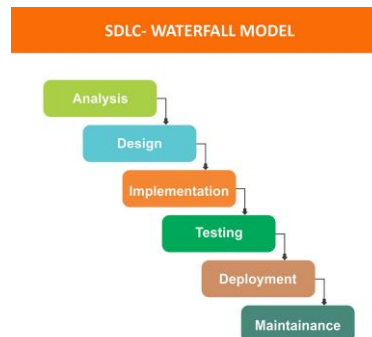 SDLC- WATERFALL MODEL
Analysis
Design
Implementation
Testing
Deployment
Maintainance